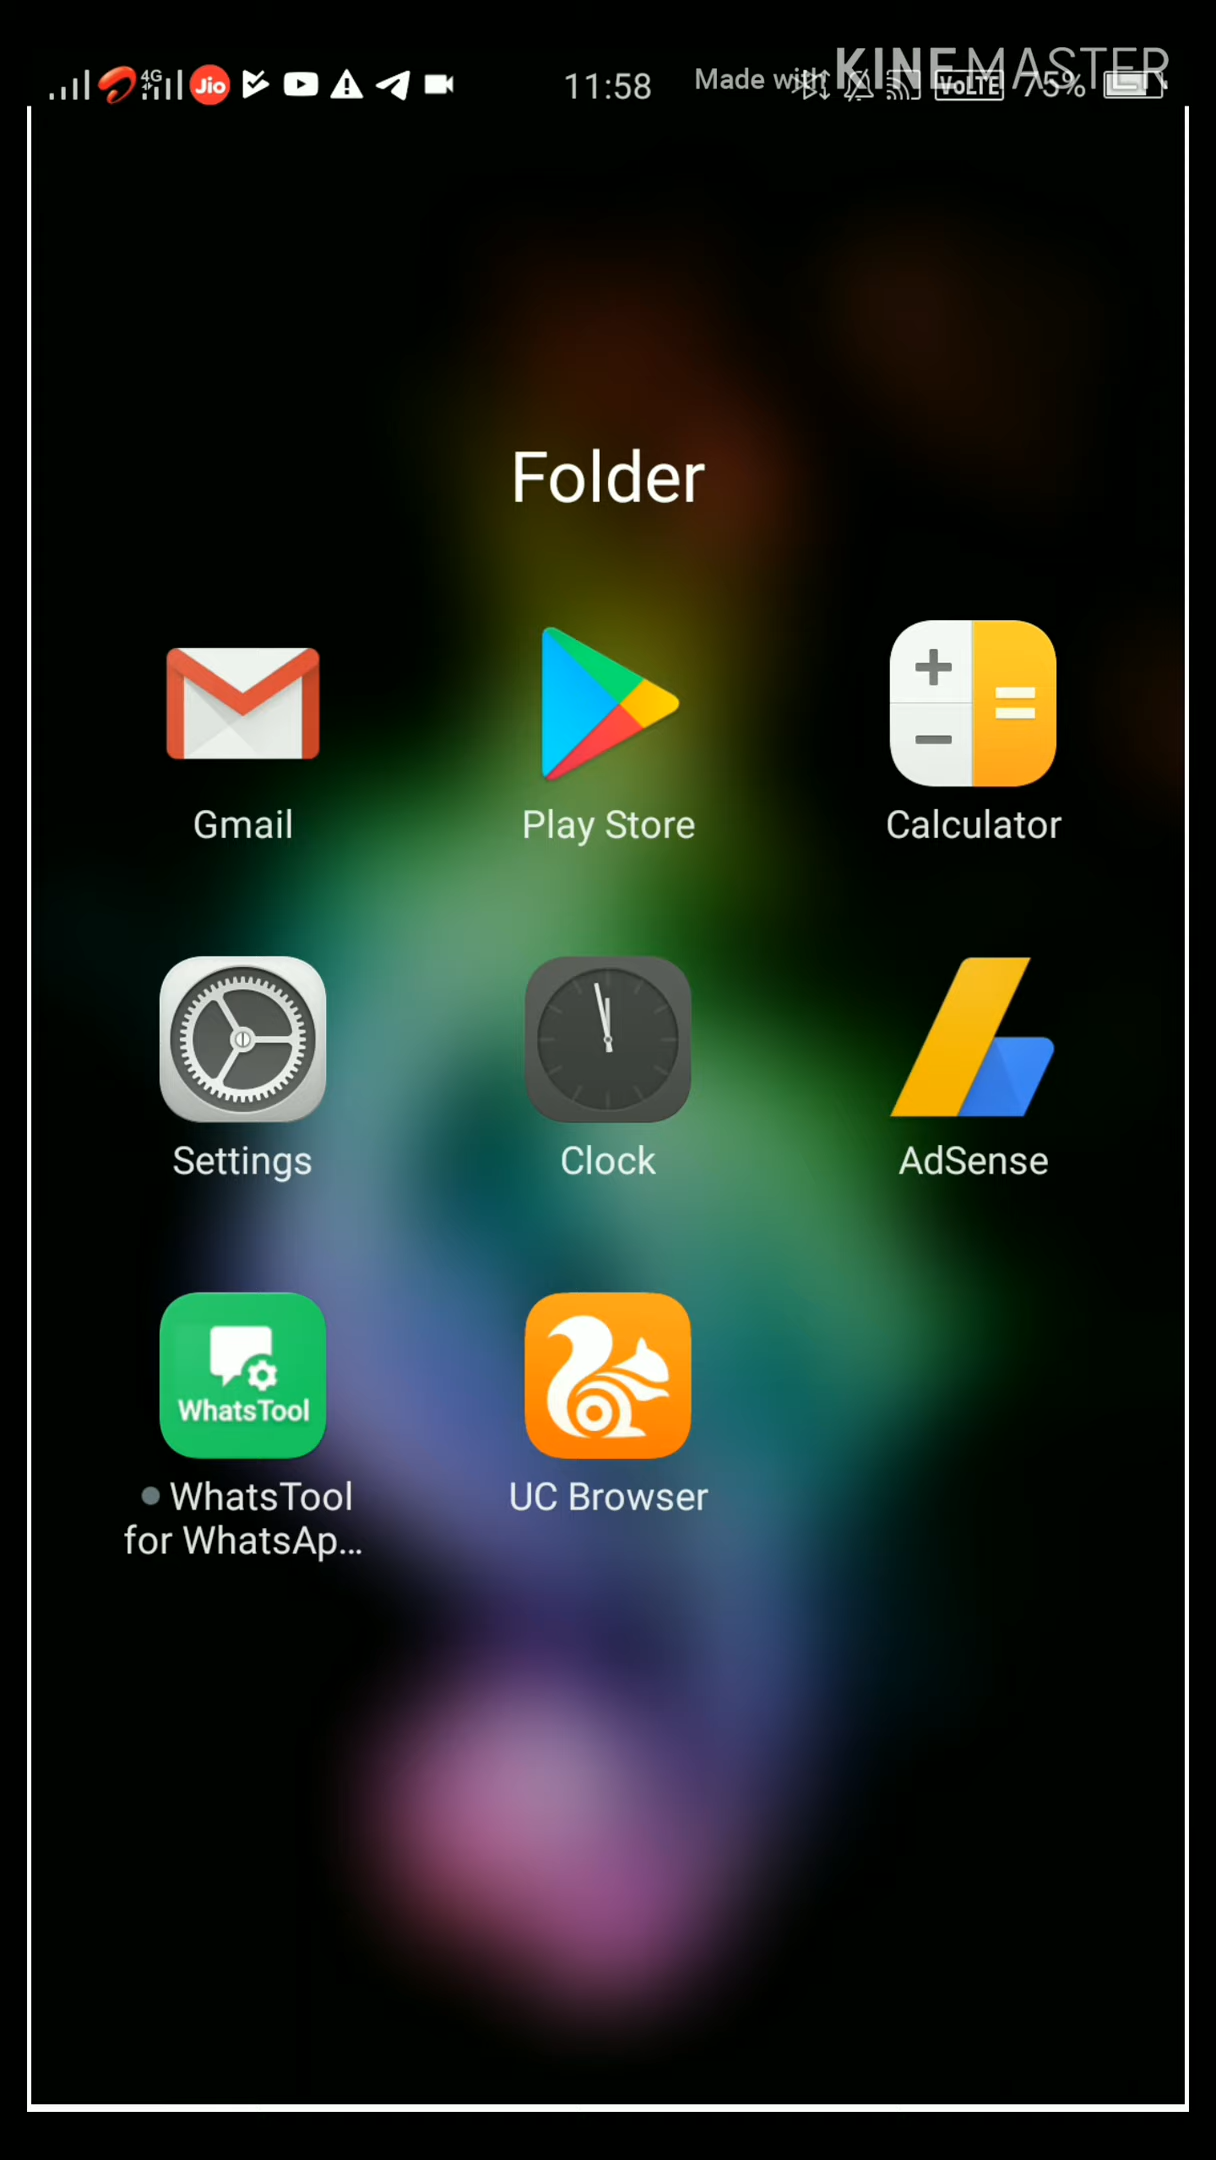 4G
Jio
11:58
Made with KINEMASTER
VoLTE
75%
Folder
Gmail
Play Store
Calculator
Settings
Clock
AdSense
WhatsTool
WhatsTool
for WhatsAp...
UC Browser